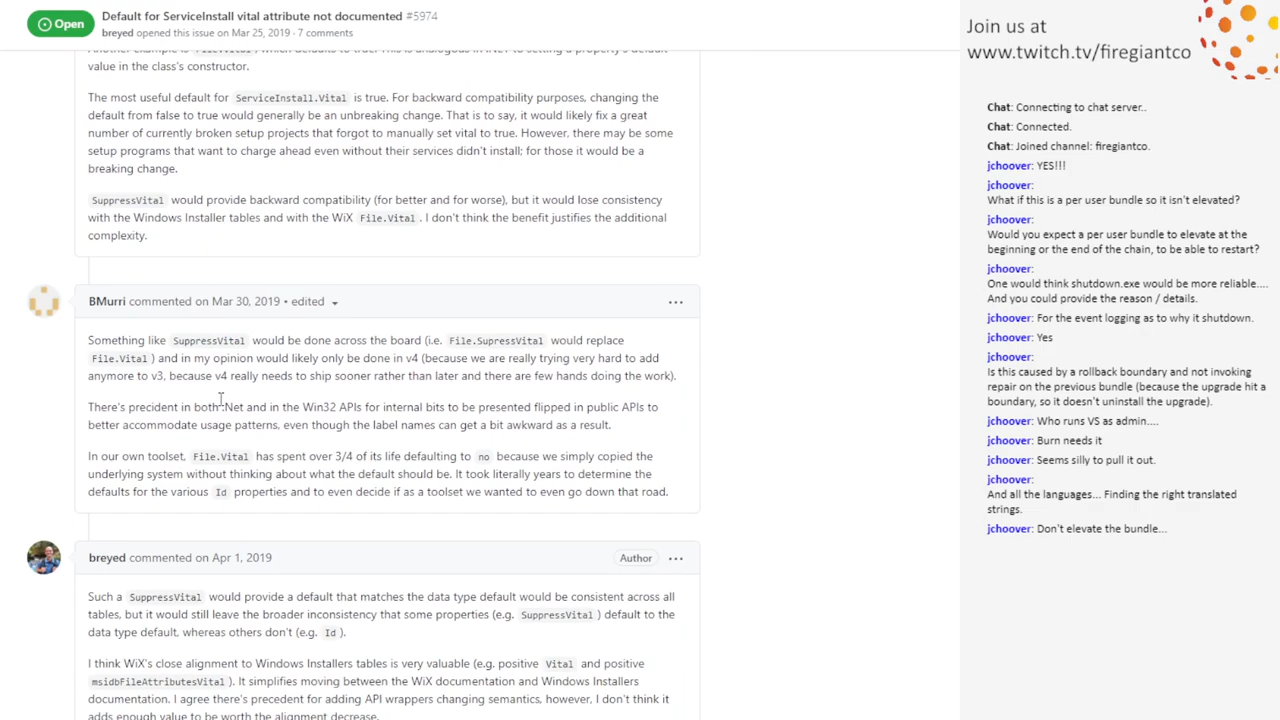 Open
Default for ServiceInstall vital attribute not documented #5974
breyed opened this issue on Mar 25, 2019 · 7 comments
value in the class's constructor.
The most useful default for ServiceInstall.Vital is true. For backward compatibility purposes, changing the
default from false to true would generally be an unbreaking change. That is to say, it would likely fix a great
number of currently broken setup projects that forgot to manually set vital to true. However, there may be some
setup programs that want to charge ahead even without their services didn't install; for those it would be a
breaking change.
SuppressVital would provide backward compatibility (for better and for worse), but it would lose consistency
with the Windows Installer tables and with the WiX File.Vital. I don't think the benefit justifies the additional
complexity.
BMurri commented on Mar 30, 2019 • edited
Something like SuppressVital would be done across the board (i.e. File.SupressVital would replace
File.Vital) and in my opinion would likely only be done in v4 (because we are really trying very hard to add
anymore to v3, because v4 really needs to ship sooner rather than later and there are few hands doing the work).
There's precident in both .Net and in the Win32 APIs for internal bits to be presented flipped in public APIs to
better accommodate usage patterns, even though the label names can get a bit awkward as a result.
In our own toolset, File.Vital has spent over 3/4 of its life defaulting to no because we simply copied the
underlying system without thinking about what the default should be. It took literally years to determine the
defaults for the various Id properties and to even decide if as a toolset we wanted to even go down that road.
breyed commented on Apr 1, 2019
Author
Such a SuppressVital would provide a default that matches the data type default would be consistent across all
tables, but it would still leave the broader inconsistency that some properties (e.g. SuppressVital) default to the
data type default, whereas others don't (e.g. Id).
I think WiX's close alignment to Windows Installers tables is very valuable (e.g. positive Vital and positive
msidbFileAttributesVital). It simplifies moving between the WiX documentation and Windows Installers
documentation. I agree there's precedent for adding API wrappers changing semantics, however, I don't think it
adds enough value to be worth the alignment decrease.
Join us at
www.twitch.tv/firegiantco
Chat: Connecting to chat server..
Chat: Connected.
Chat: Joined channel: firegiantco.
jchoover: YES!!!
jchoover:
What if this is a per user bundle so it isn't elevated?
jchoover:
Would you expect a per user bundle to elevate at the
beginning or the end of the chain, to be able to restart?
jchoover:
One would think shutdown.exe would be more reliable....
And you could provide the reason / details.
jchoover: For the event logging as to why it shutdown.
jchoover: Yes
jchoover:
Is this caused by a rollback boundary and not invoking
repair on the previous bundle (because the upgrade hit a
boundary, so it doesn't uninstall the upgrade).
jchoover: Who runs VS as admin....
jchoover: Burn needs it
jchoover: Seems silly to pull it out.
jchoover:
And all the languages... Finding the right translated
strings.
jchoover: Don't elevate the bundle...